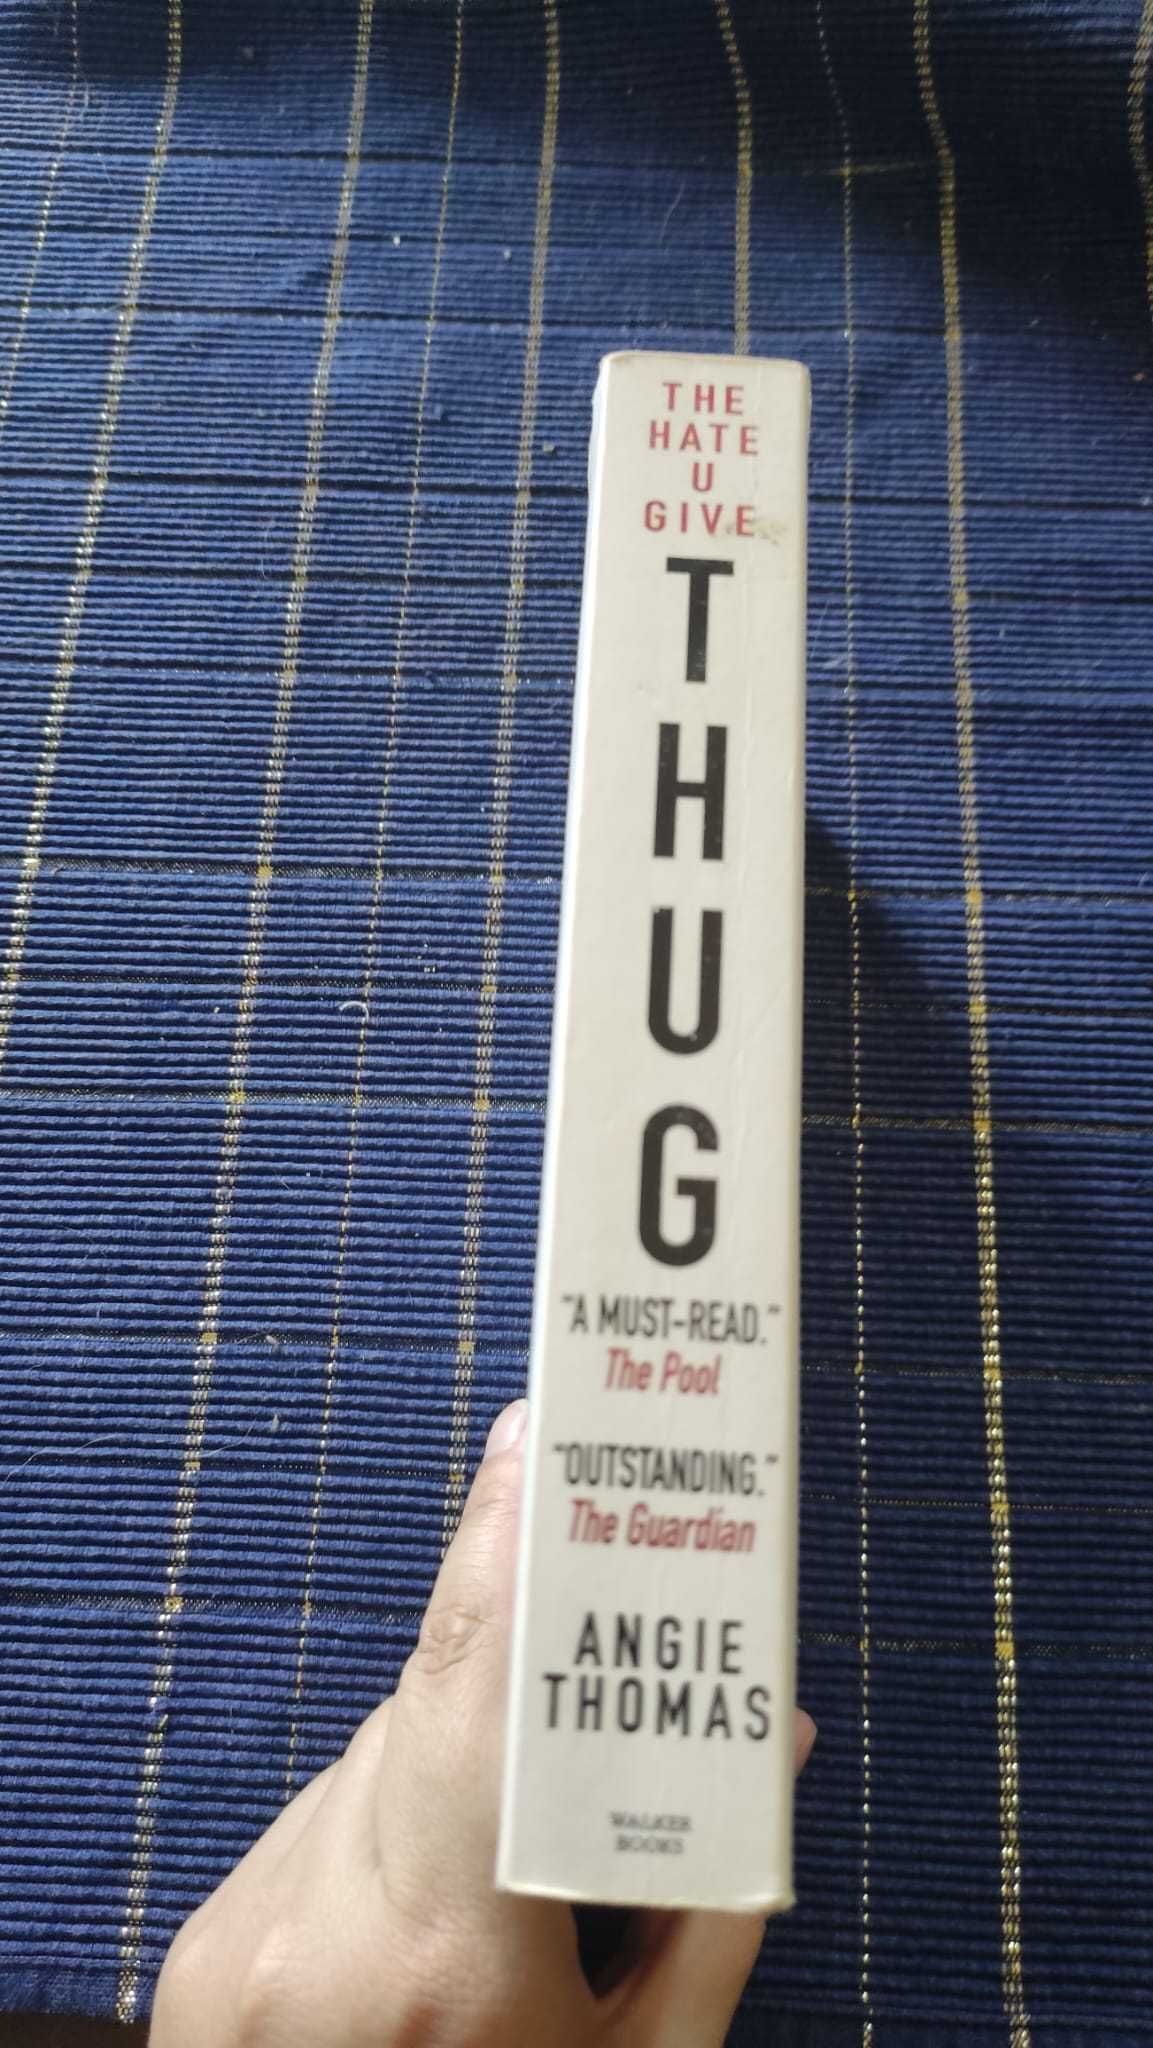 THE
HATE
U
GIVE
T
H
U
G
"A MUST-READ."
The Pool
"OUTSTANDING."
The Guardian
ANGIE
THOMAS
WALKER
BOOKS